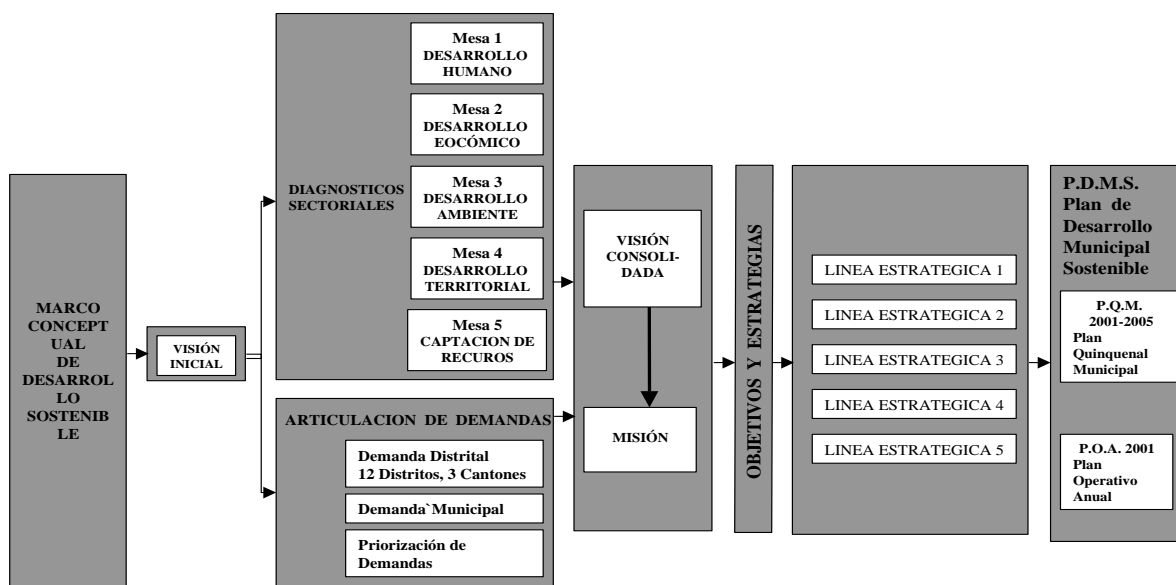 MARCO
CONCEPT
UAL
DE
DESARROL
LO
SOSTENIB
LE
VISIÓN
INICIAL
DIAGNOSTICOS
SECTORIALES
Mesa 1
DESARROLLO
HUMANO
Mesa 2
DESARROLLO
EOCÓMICO
Mesa 3
DESARROLLO
AMBIENTE
Mesa 4
DESARROLLO
TERRITORIAL
Mesa 5
CAPTACION DE
RECUROS
ARTICULACION DE DEMANDAS
Demanda Distrital
12 Distritos, 3 Cantones
Demanda`Municipal
Priorización de
Demandas
VISIÓN
CONSOLI-
DADA
MISIÓN
OBJETIVOS Y ESTRATEGIAS
LINEA ESTRATEGICA 1
LINEA ESTRATEGICA 2
LINEA ESTRATEGICA 3
LINEA ESTRATEGICA 4
LINEA ESTRATEGICA 5
P.D.M.S.
Plan de
Desarrollo
Municipal
Sostenible
P.Q.M.
2001-2005
Plan
Quinquenal
Municipal
P.O.A. 2001
Plan
Operativo
Anual